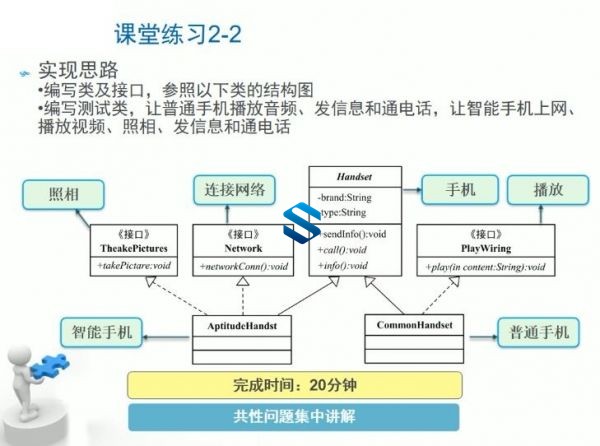 课堂练习2-2
实现思路
•编写类及接口，参照以下类的结构图
•编写测试类，让普通手机播放音频、发信息和通电话，让智能手机上网、
播放视频、照相、发信息和通电话
照相
连接网络
Handset
-brand:String
-type:String
+sendInfo():void
+call():void
+info():void
手机
播放
《接口》
TheakePictures
+takePictare:void
《接口》
Network
+networkConn():void
《接口》
PlayWiring
+play(in content:String):void
智能手机
AptitudeHandst
CommonHandset
普通手机
完成时间：20分钟
共性问题集中讲解